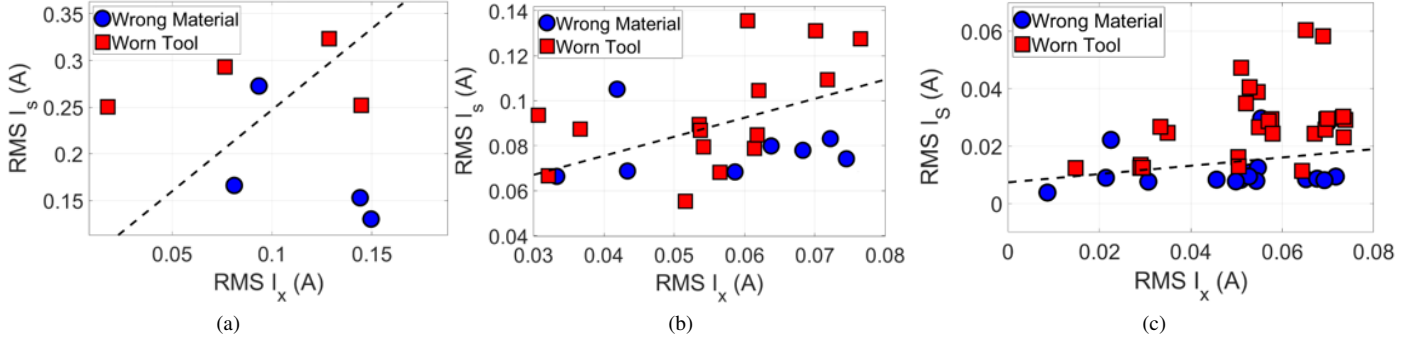 Wrong Material
Worn Tool
0.35
0.3
0.25
0.2
0.15
RMS I_s (A)
0.05
0.1
0.15
RMS I_x (A)
(a)
Wrong Material
Worn Tool
0.14
0.12
0.1
0.08
0.06
0.04
RMS I_s (A)
0.03
0.04
0.05
0.06
0.07
0.08
RMS I_x (A)
(b)
Wrong Material
Worn Tool
0.06
0.04
0.02
0
RMS I_S (A)
0
0.02
0.04
0.06
0.08
RMS I_x (A)
(c)